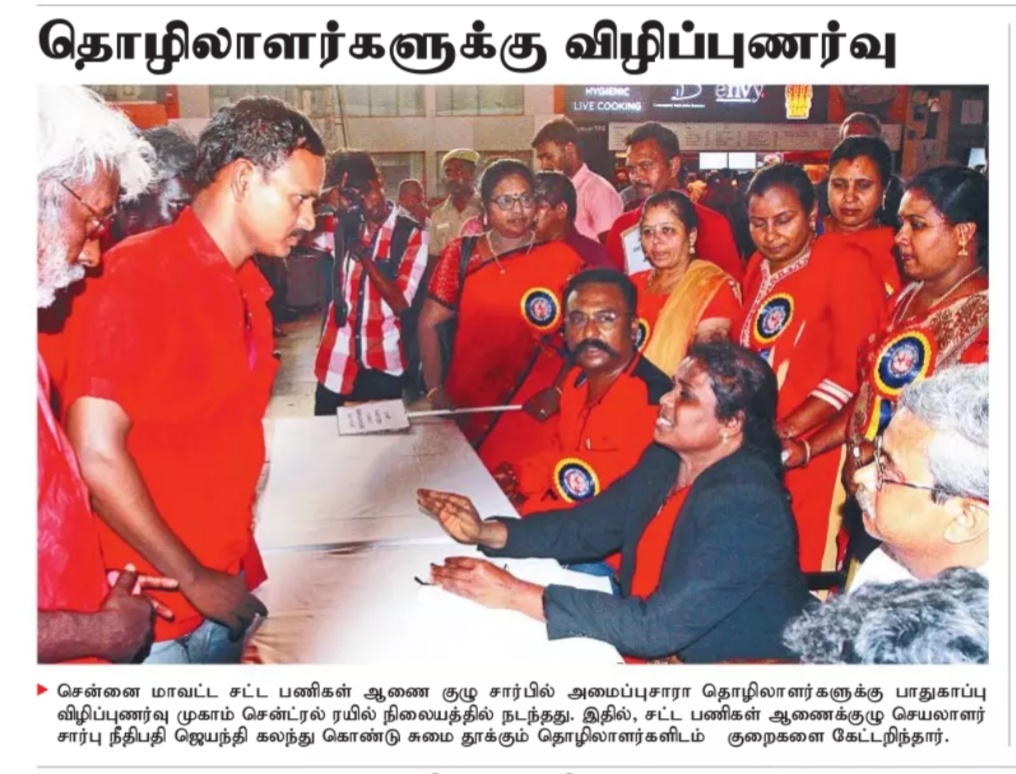 தொழிலாளர்களுக்கு விழிப்புணர்வு
HYGIENIC
LIVE COOKING
envy
சென்னை மாவட்ட சட்ட பணிகள் ஆணை குழு சார்பில் அமைப்புசாரா தொழிலாளர்களுக்கு பாதுகாப்பு
விழிப்புணர்வு முகாம் சென்ட்ரல் ரயில் நிலையத்தில் நடந்தது. இதில், சட்ட பணிகள் ஆணைக்குழு செயலாளர்
சார்பு நீதிபதி ஜெயந்தி கலந்து கொண்டு சுமை தூக்கும் தொழிலாளர்களிடம் குறைகளை கேட்டறிந்தார்.